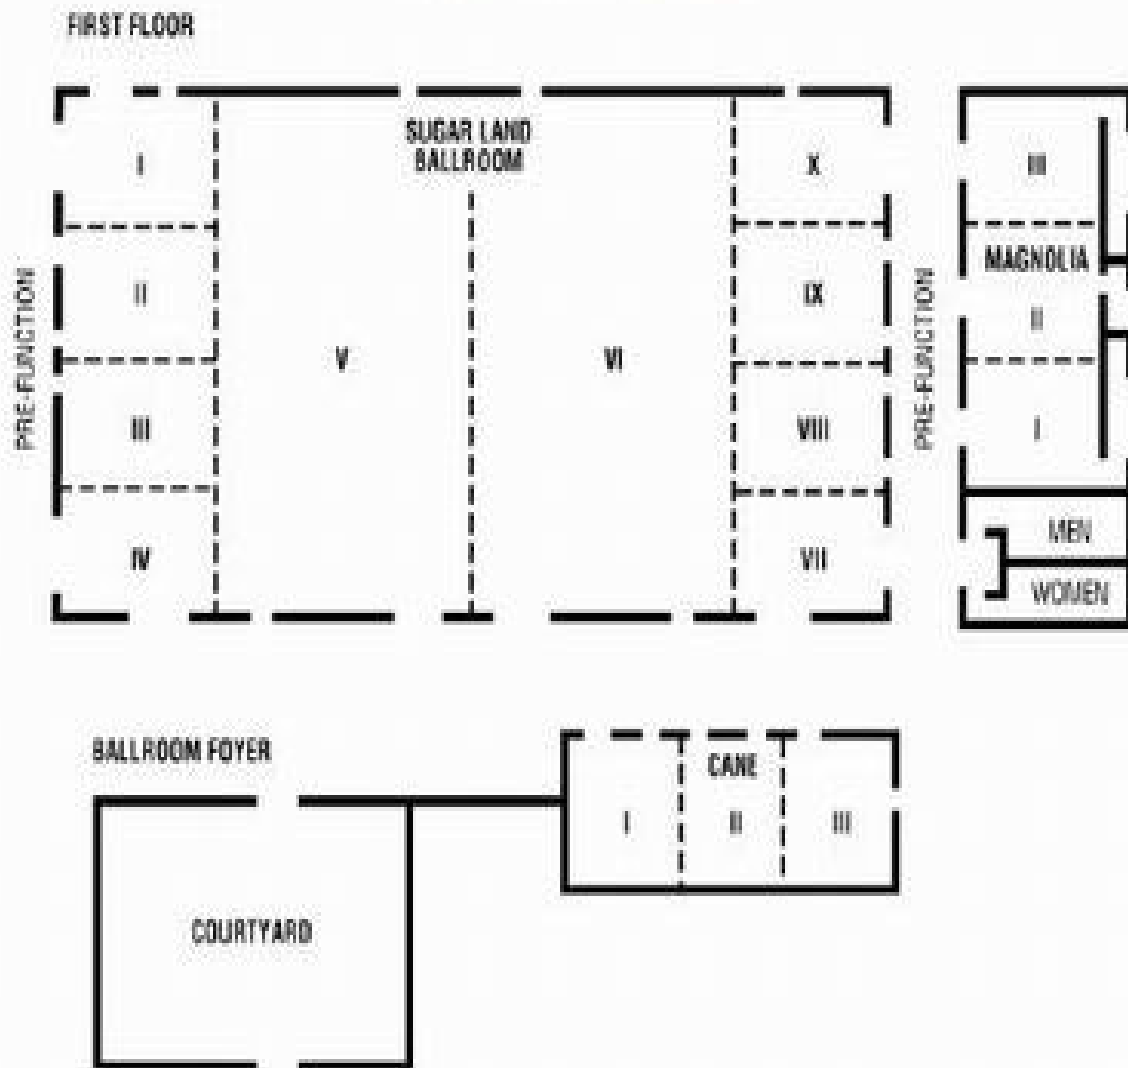 FIRST FLOOR
SUGAR LAND
BALLROOM
I
II
III
IV
V
VI
X
IX
VIII
VII
PRE-FUNCTION
PRE-FUNCTION
III
MAGNOLIA
II
I
MEN
WOMEN
BALLROOM FOYER
COURTYARD
CANE
I
II
III